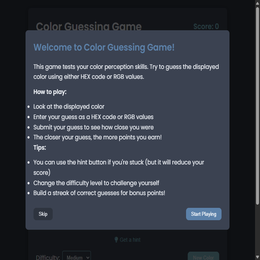 Color Guessing Game Score: 0
Welcome to Color Guessing Game!
This game tests your color perception skills. Try to guess the displayed
color using either HEX code or RGB values.
How to play:
Look at the displayed color
Enter your guess as a HEX code or RGB values
Submit your guess to see how close you were
The closer your guess, the more points you earn!
Tips:
You can use the hint button if you're stuck (but it will reduce your
score)
Change the difficulty level to challenge yourself
Build a streak of correct guesses for bonus points!
Skip Start Playing
Difficulty: